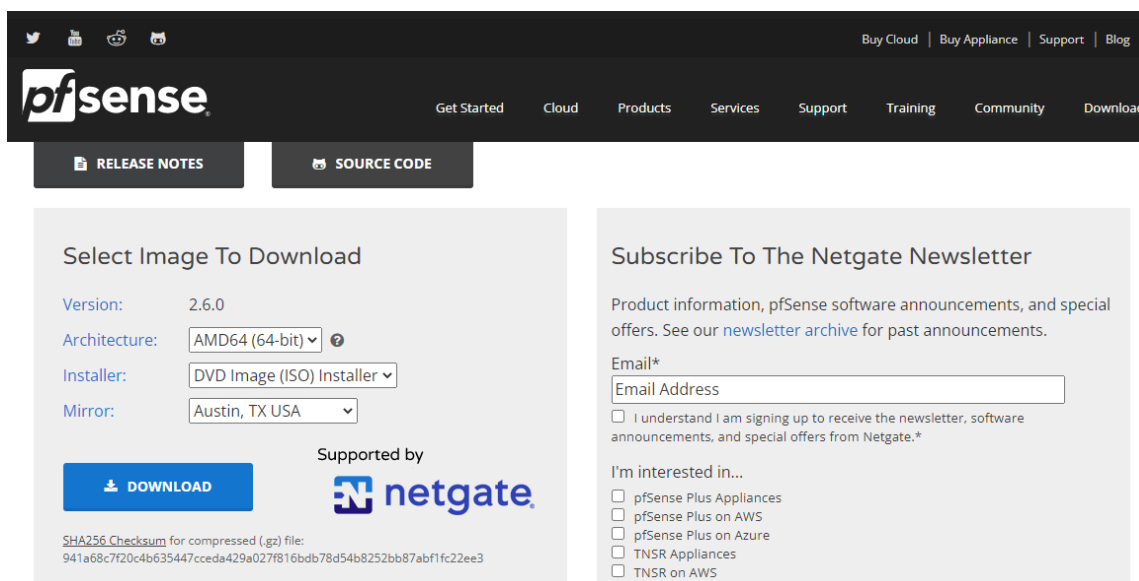 Buy Cloud | Buy Appliance | Support | Blog
pfsense
Get Started Cloud Products Services Support Training Community Downloa
RELEASE NOTES
SOURCE CODE
Select Image To Download
Version: 2.6.0
Architecture: AMD64 (64-bit)
Installer: DVD Image (ISO) Installer
Mirror: Austin, TX USA
DOWNLOAD
Supported by
netgate
SHA256 Checksum for compressed (.gz) file:
941a68c7f20c4b635447cceda429a027f816bdb78d54b8252bb87abf1fc22ee3
Subscribe To The Netgate Newsletter
Product information, pfSense software announcements, and special
offers. See our newsletter archive for past announcements.
Email*
Email Address
I understand I am signing up to receive the newsletter, software
announcements, and special offers from Netgate.*
I'm interested in...
pfSense Plus Appliances
pfSense Plus on AWS
pfSense Plus on Azure
TNSR Appliances
TNSR on AWS